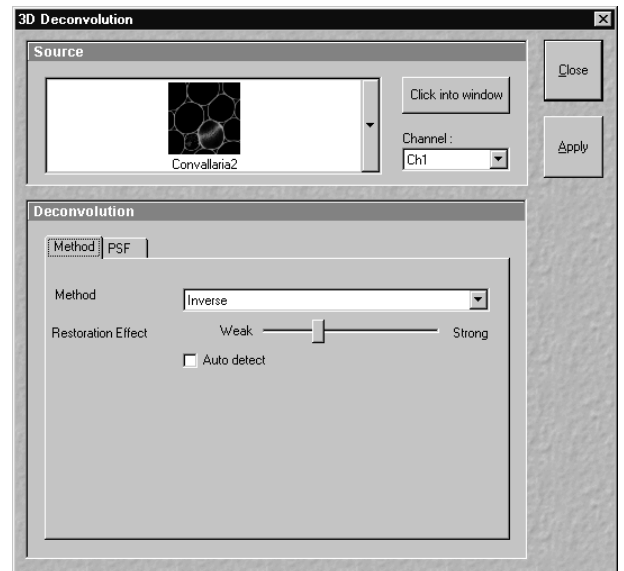 3D Deconvolution
Source
Close
Click into window
Channel :
Apply
Ch1
Convallaria2
Deconvolution
Method PSF
Method Inverse
Restoration Effect Weak Strong
Auto detect